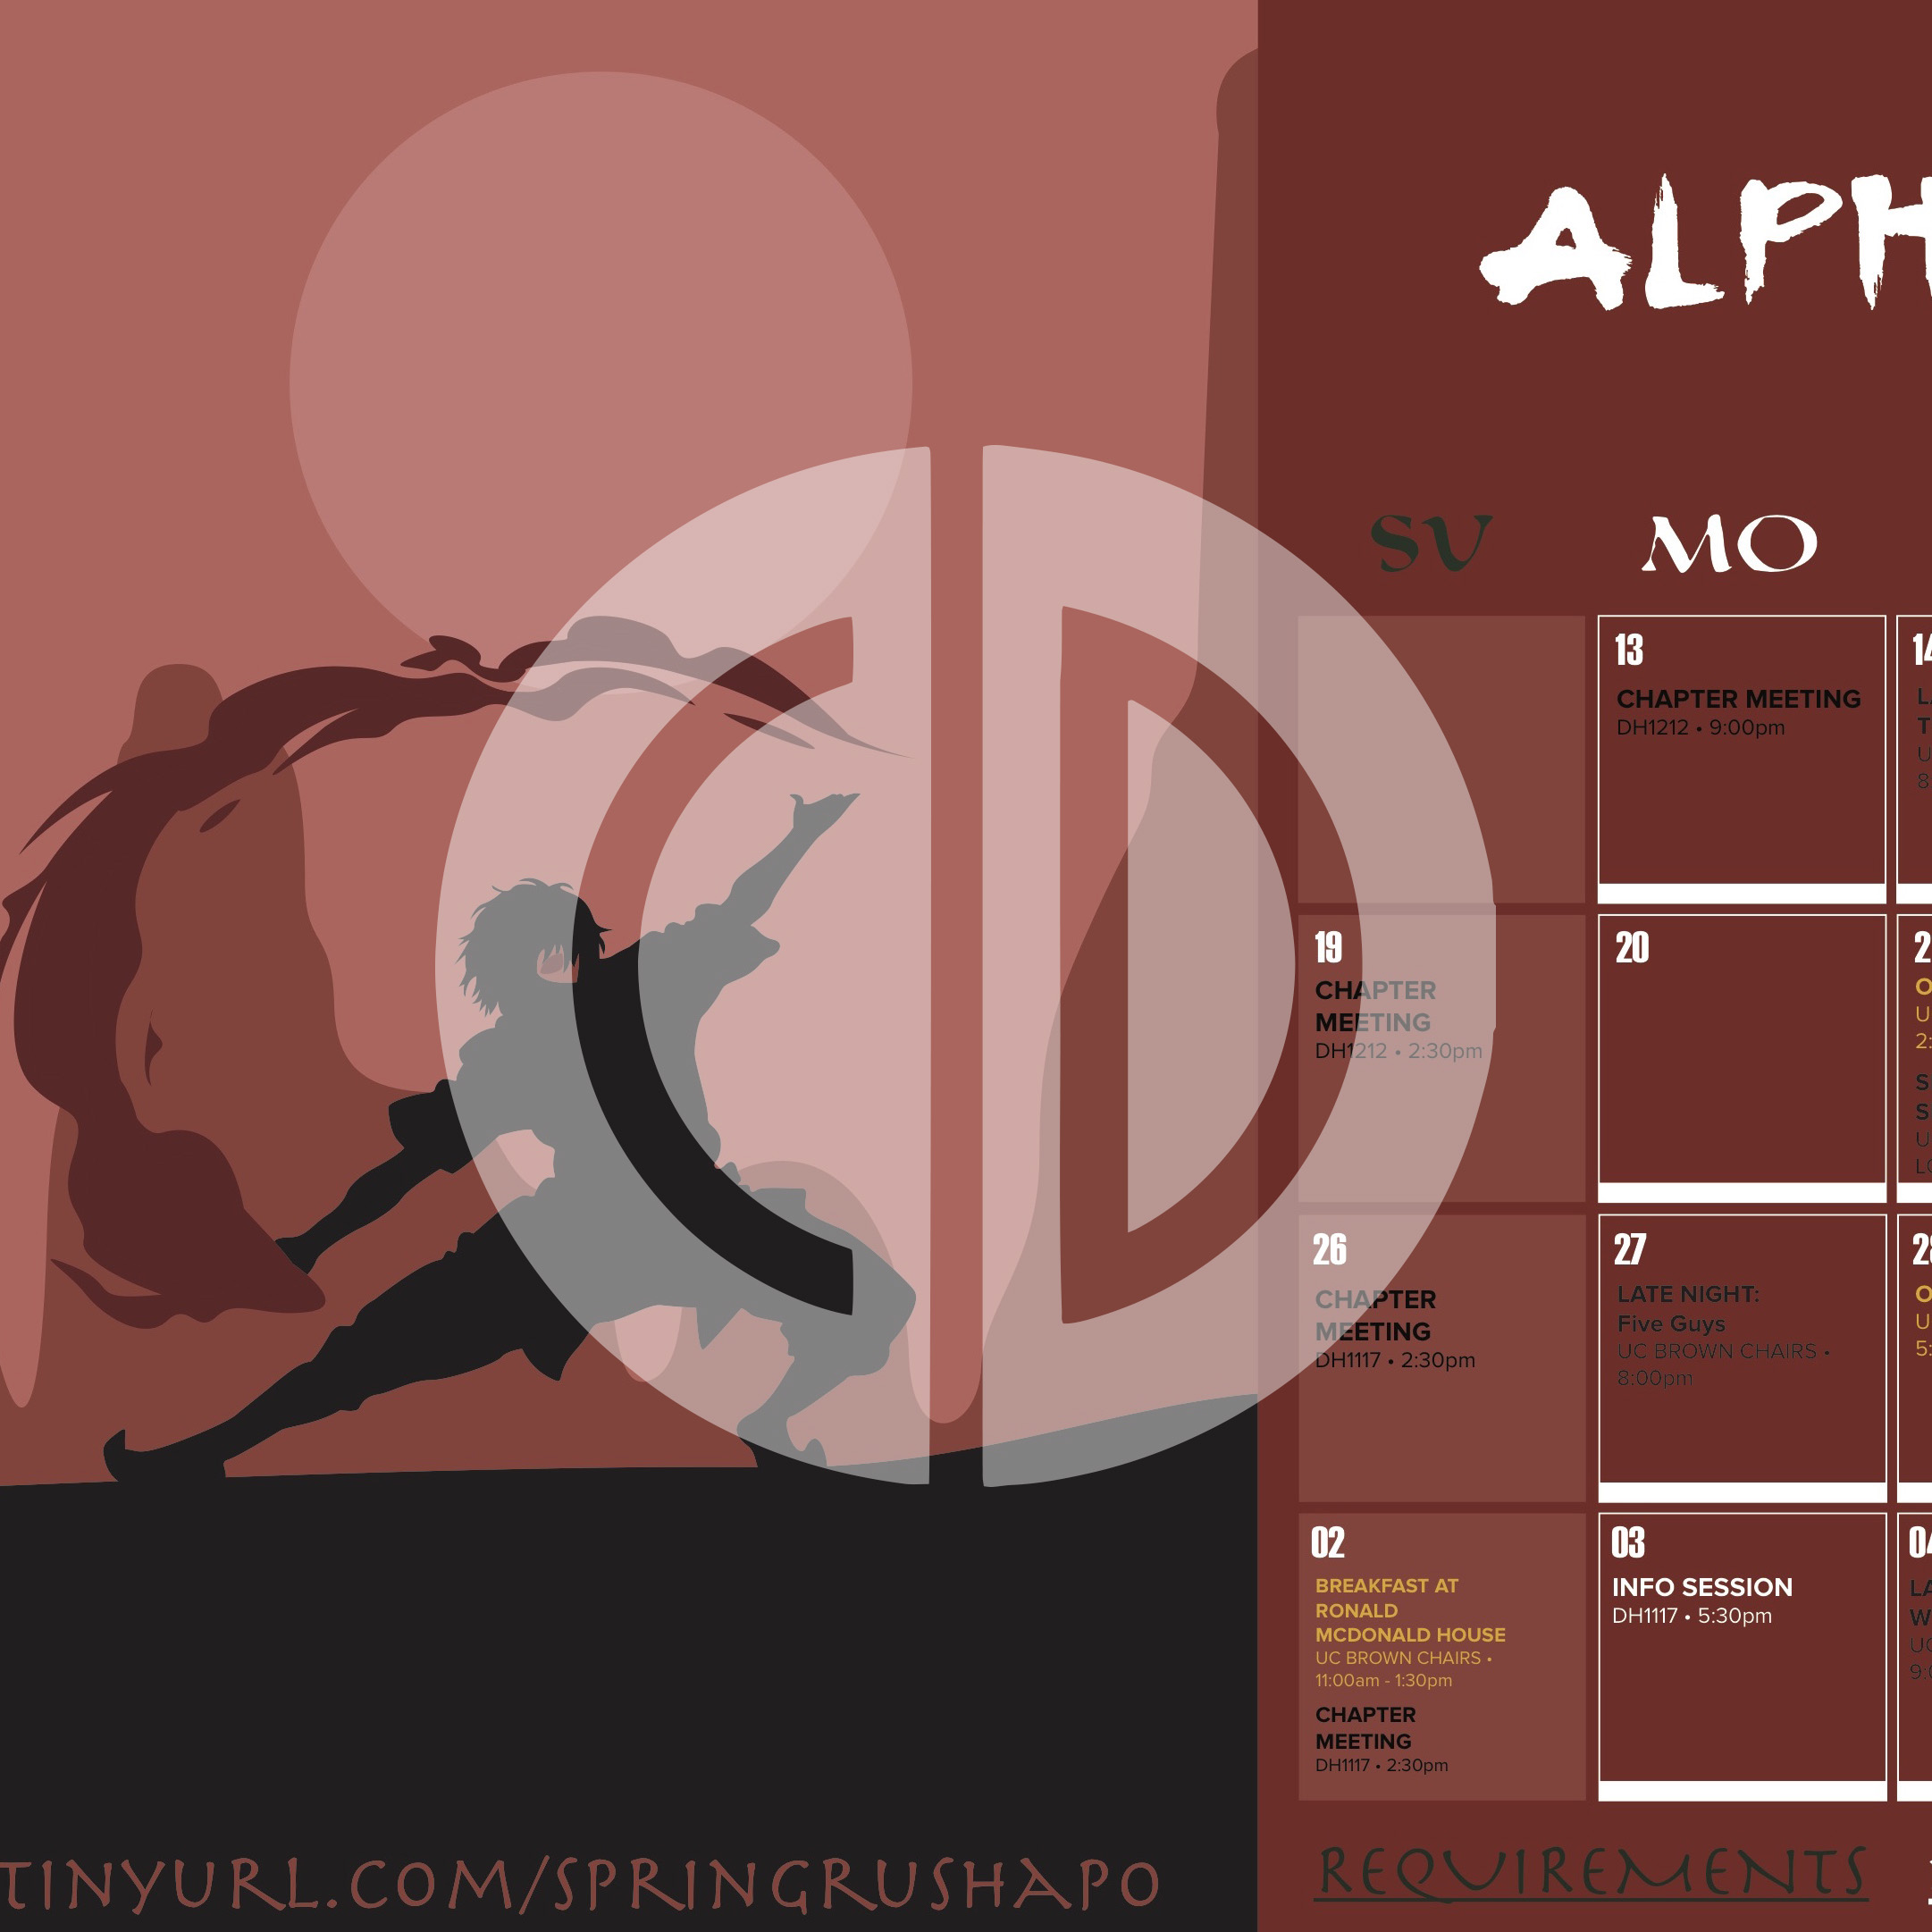 ALPH
SU MO
13
CHAPTER MEETING
DH1212 • 9:00pm
19
CHAPTER
MEETING
DH1212 • 2:30pm
20
26
CHAPTER
MEETING
DH1117 • 2:30pm
27
LATE NIGHT:
Five Guys
UC BROWN CHAIRS •
8:00pm
02
BREAKFAST AT
RONALD
MCDONALD HOUSE
UC BROWN CHAIRS •
11:00am - 1:30pm
CHAPTER
MEETING
DH1117 • 2:30pm
03
INFO SESSION
DH1117 • 5:30pm
TINYURL.COM/SPRINGRUSHAPO
REQUIREMENTS